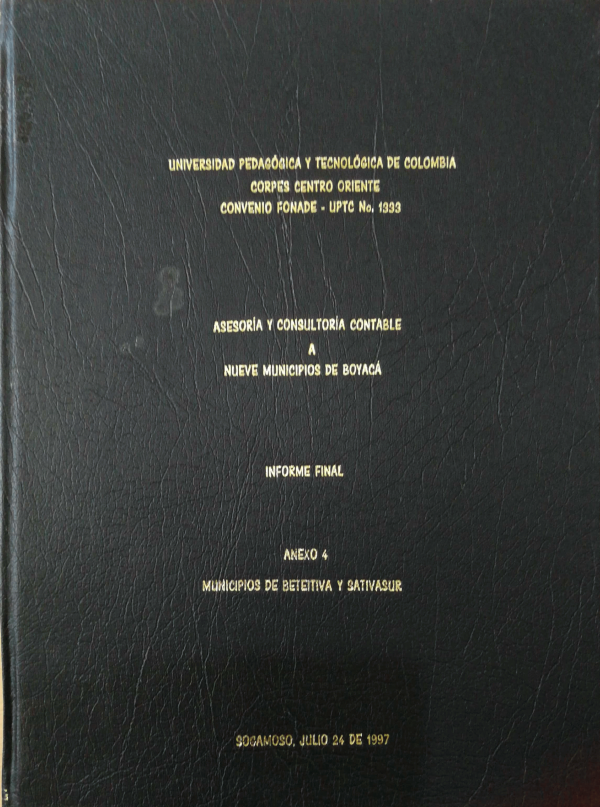 UNIVERSIDAD PEDAGÓGICA Y TECNOLÓGICA DE COLOMBIA
CORPES CENTRO ORIENTE
CONVENIO FONADE - UPTC No. 1333
ASESORÍA Y CONSULTORÍA CONTABLE
A
NUEVE MUNICIPIOS DE BOYACÁ
INFORME FINAL
ANEXO 4
MUNICIPIOS DE BETEITIVA Y SATIVASUR
SOGAMOSO, JULIO 24 DE 1997